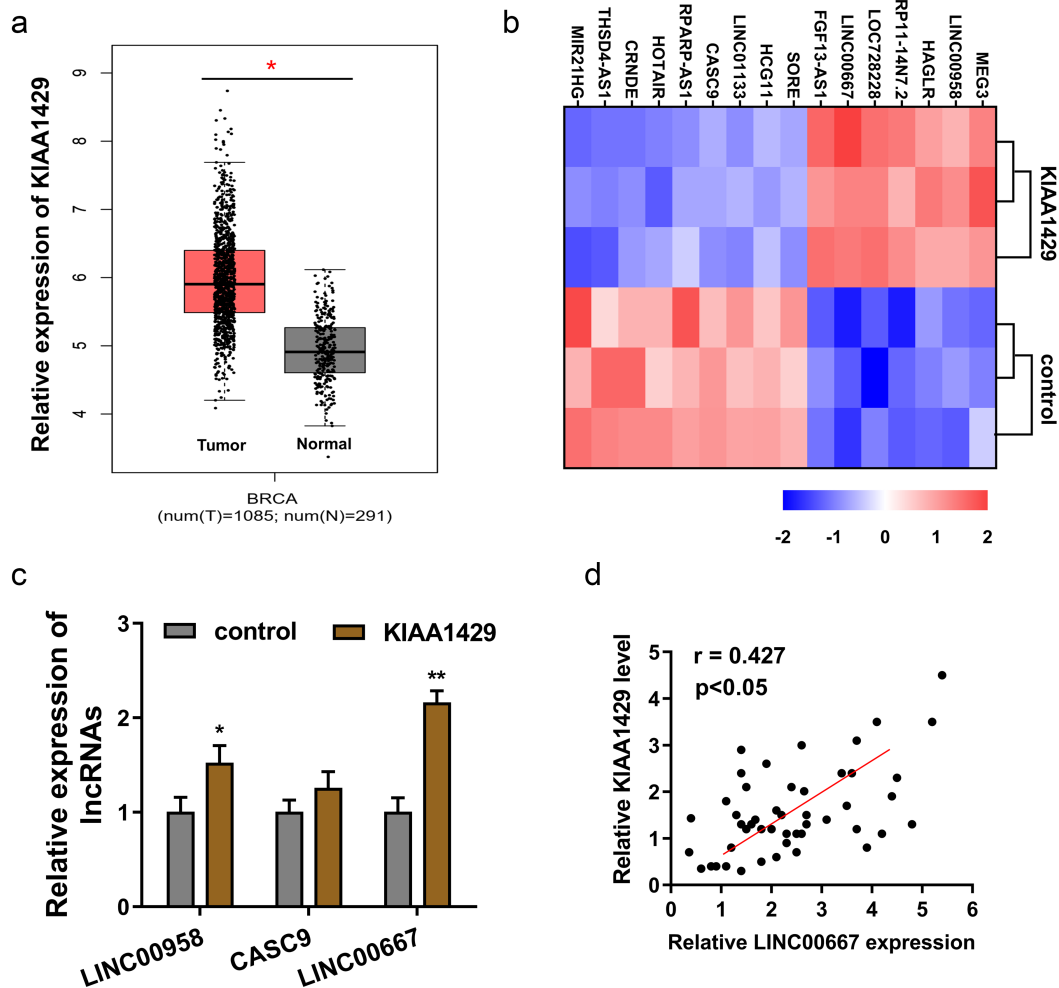 a
Relative expression of KIAA1429
9
8
7
6
5
4
*
Tumor
Normal
BRCA
(num(T)=1085; num(N)=291)
b
MIR21HG
THSD4-AS1
CRNDE
HOTAIR
RPARP-AS1
CASC9
LINC01133
HCG11
SORE
FGF13-AS1
LINC00667
LOC728228
RP11-14N7.2
HAGLR
LINC00958
MEG3
KIAA1429
control
-2 -1 0 1 2
c
Relative expression of
lncRNAs
3
2
1
0
control
KIAA1429
*
**
LINC00958
CASC9
LINC00667
d
Relative KIAA1429 level
5
4
3
2
1
0
r = 0.427
p<0.05
0 1 2 3 4 5 6
Relative LINC00667 expression